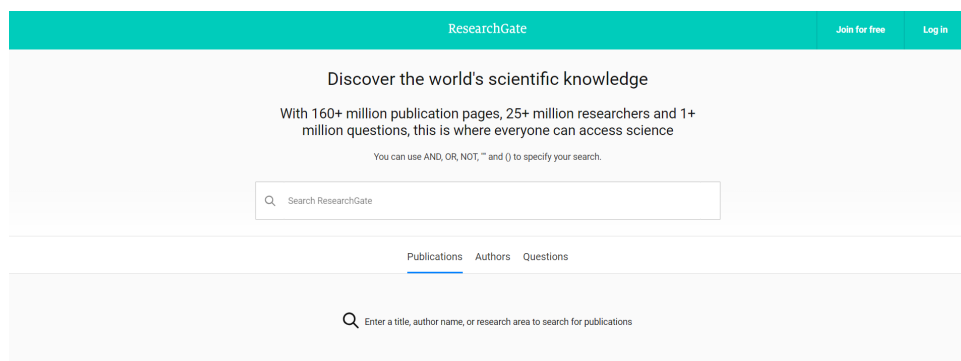 ResearchGate
Join for free
Log in
Discover the world's scientific knowledge
With 160+ million publication pages, 25+ million researchers and 1+
million questions, this is where everyone can access science
You can use AND, OR, NOT, "" and () to specify your search.
Search ResearchGate
Publications Authors Questions
Enter a title, author name, or research area to search for publications